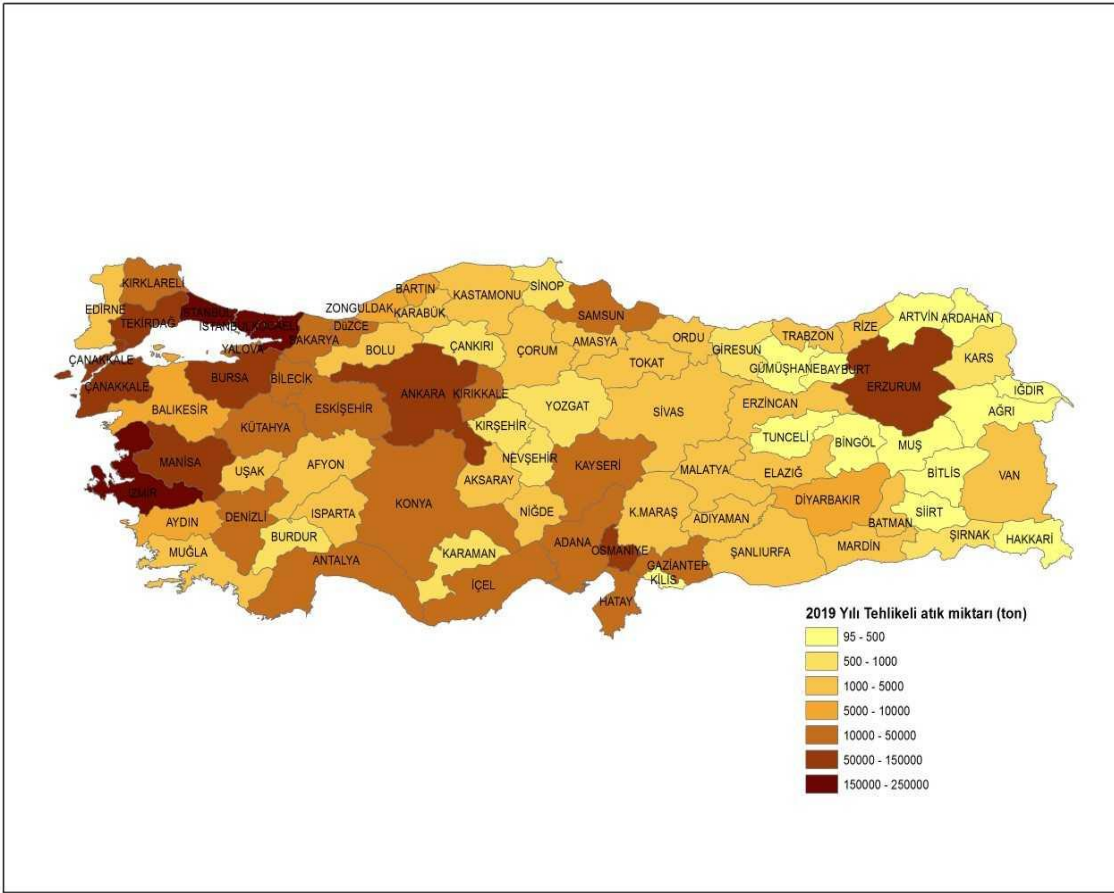 KIRKLARELİ
EDİRNE
TEKİRDAĞ
İSTANBUL
İSTANBUL
KOCAELİ
YALOVA
SAKARYA
DüZCE
ZONGULDAK
BARTIN
KARABÜK
KASTAMONU
SİNOP
SAMSUN
ÇANKIRI
BOLU
ÇORUM
AMASYA
ORDU
TOKAT
GİRESUN
TRABZON
RİZE
ARTVİN
ARDAHAN
GÜMÜŞHANE
BAYBURT
ERZURUM
KARS
IĞDIR
AĞRI
ÇANAKKALE
ÇANAKKALE
BURSA
BİLECİK
BALIKESİR
KÜTAHYA
ESKİŞEHİR
ANKARA
KIRIKKALE
KIRŞEHİR
YOZGAT
SİVAS
ERZİNCAN
TUNCELİ
BİNGÖL
MUŞ
BİTLİS
VAN
MANİSA
İZMİR
UŞAK
AFYON
NEVŞEHİR
AKSARAY
KAYSERİ
MALATYA
ELAZIĞ
DİYARBAKIR
BATMAN
SİİRT
ŞIRNAK
HAKKARİ
AYDIN
DENİZLİ
ISPARTA
BURDUR
MUĞLA
ANTALYA
KONYA
KARAMAN
NİĞDE
İÇEL
ADANA
OSMANİYE
K.MARAŞ
ADIYAMAN
GAZİANTEP
KİLİS
HATAY
ŞANLIURFA
MARDİN
2019 Yılı Tehlikeli atık miktarı (ton)
95 - 500
500 - 1000
1000 - 5000
5000 - 10000
10000 - 50000
50000 - 150000
150000 - 250000